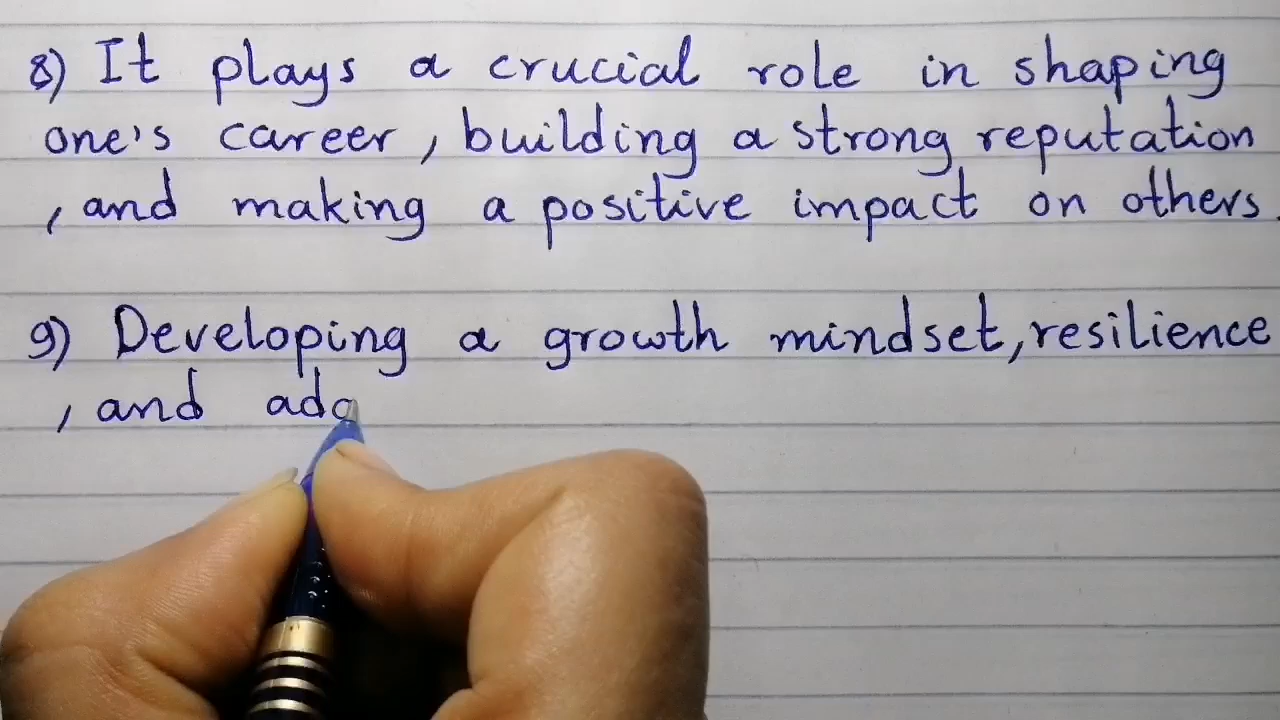 8) It plays a crucial role in shaping
one's career, building a strong reputation
, and making a positive impact on others.
9) Developing a growth mindset, resilience
, and ada